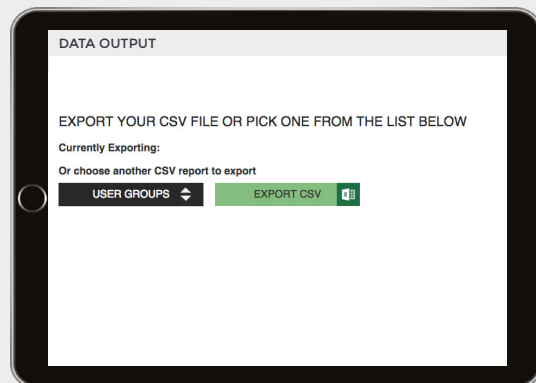 DATA OUTPUT
EXPORT YOUR CSV FILE OR PICK ONE FROM THE LIST BELOW
Currently Exporting:
Or choose another CSV report to export
USER GROUPS EXPORT CSV